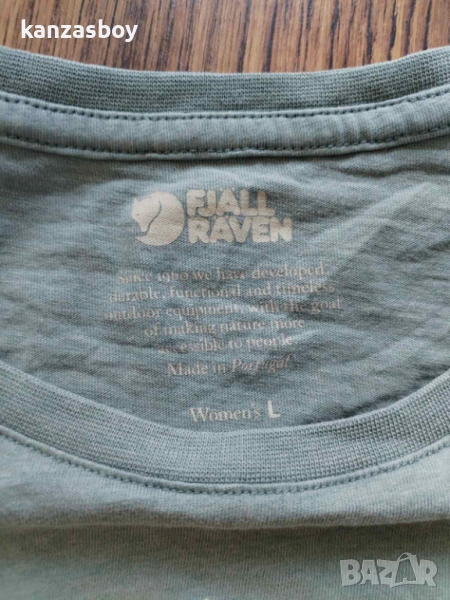 kanzasboy
FJALL
RAVEN
Since 1960 we have developed
durable, functional and timeless
outdoor equipment, with the goal
of making nature more
accessible to people
Made in Portugal
Women's L
BAZAR